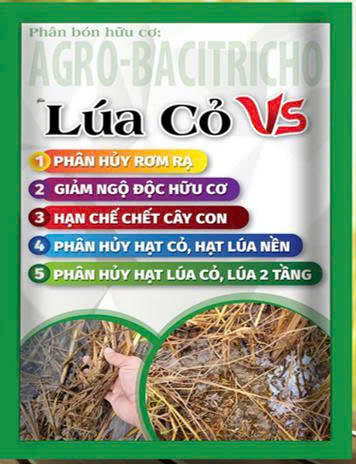 Phân bón hữu cơ:
AGRO-BACITRICHO
Lúa Cỏ VS
1 PHÂN HỦY RƠM RẠ
2 GIẢM NGỘ ĐỘC HỮU CƠ
3 HẠN CHẾ CHẾT CÂY CON
4 PHÂN HỦY HẠT CỎ, HẠT LÚA NỀN
5 PHÂN HỦY HẠT LÚA CỎ, LÚA 2 TẦNG